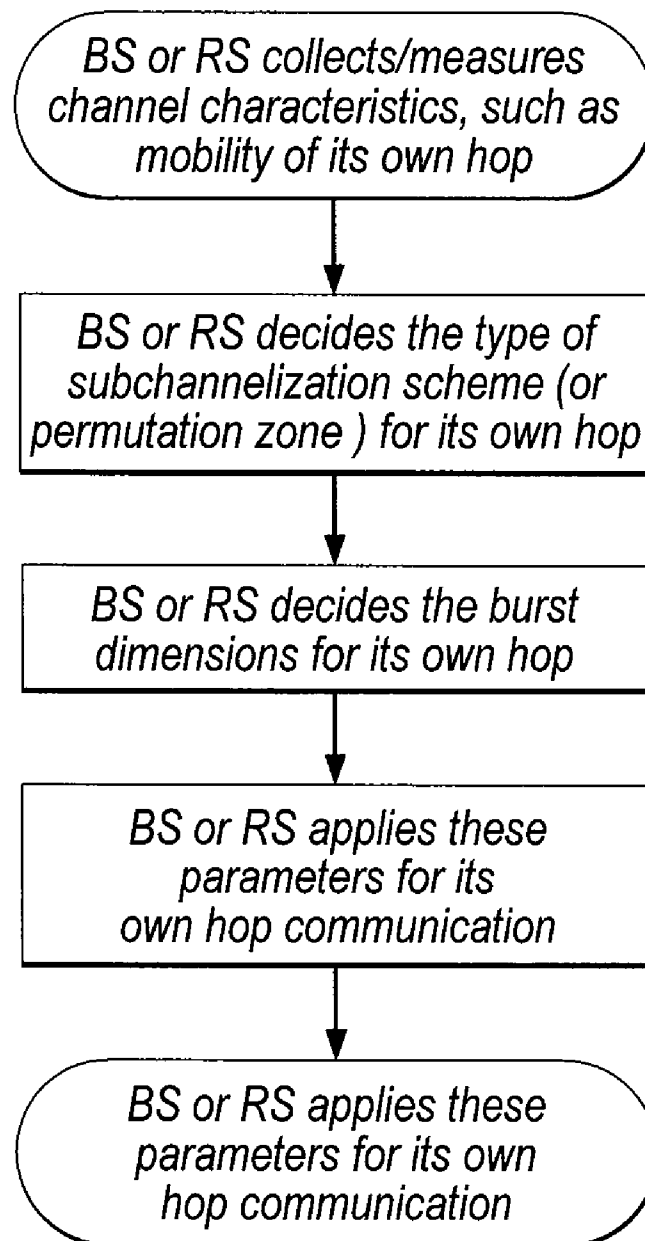 BS or RS collects/measures
channel characteristics, such as
mobility of its own hop
BS or RS decides the type of
subchannelization scheme (or
permutation zone ) for its own hop
BS or RS decides the burst
dimensions for its own hop
BS or RS applies these
parameters for its
own hop communication
BS or RS applies these
parameters for its own
hop communication